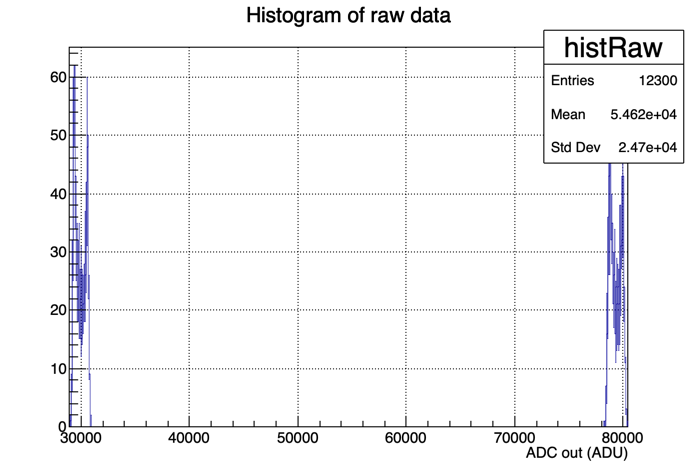 Histogram of raw data
histRaw
Entries 12300
Mean 5.462e+04
Std Dev 2.47e+04
60
50
40
30
20
10
0
30000 40000 50000 60000 70000 80000
ADC out (ADU)